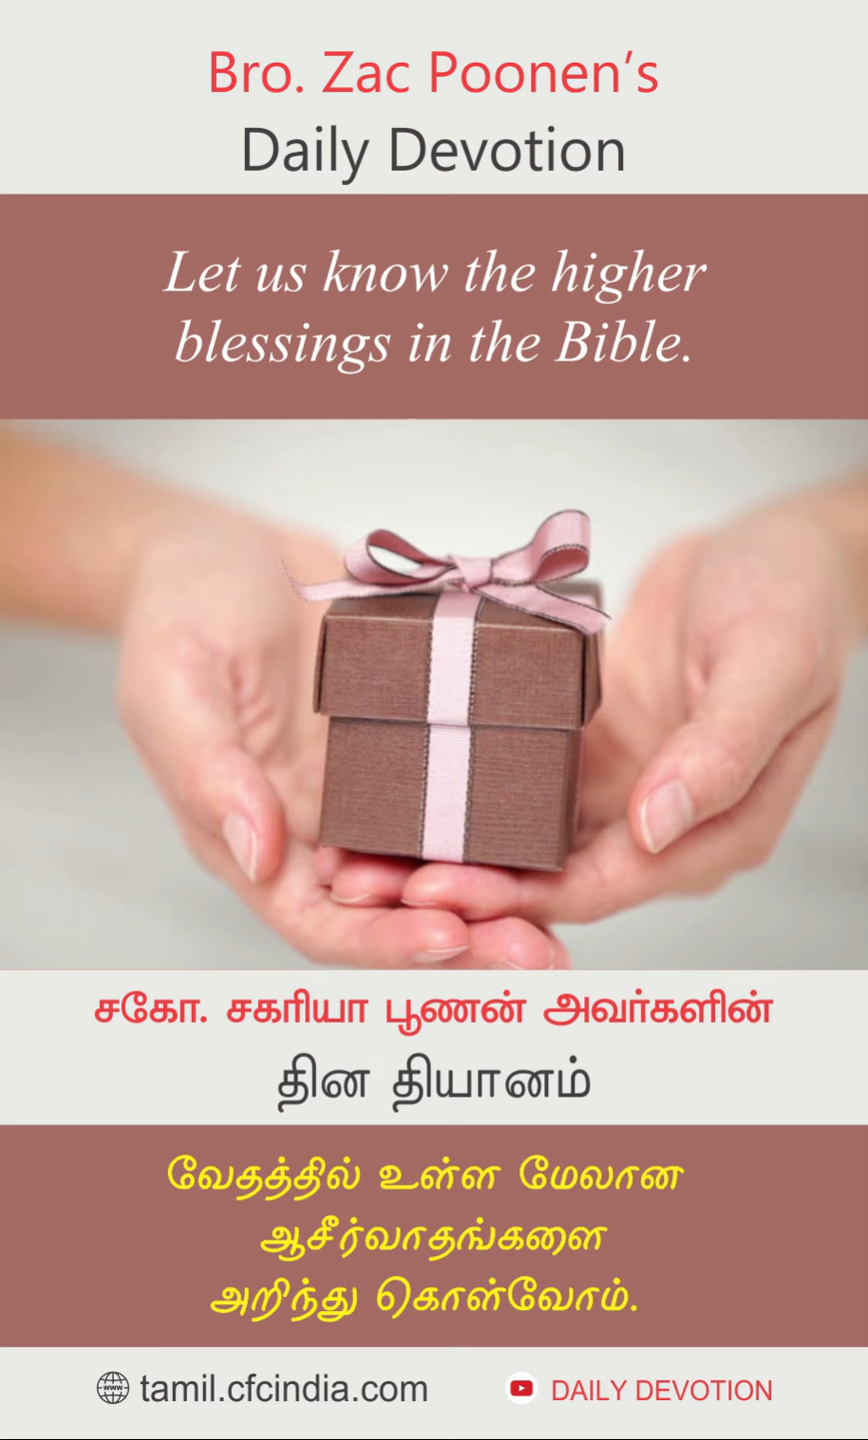 Bro. Zac Poonen’s
Daily Devotion
Let us know the higher
blessings in the Bible.
சகோ. சகரியா பூணன் அவர்களின்
தின தியானம்
வேதத்தில் உள்ள மேலான
ஆசீர்வாதங்களை
அறிந்து கொள்வோம்.
www tamil.cfcindia.com
DAILY DEVOTION